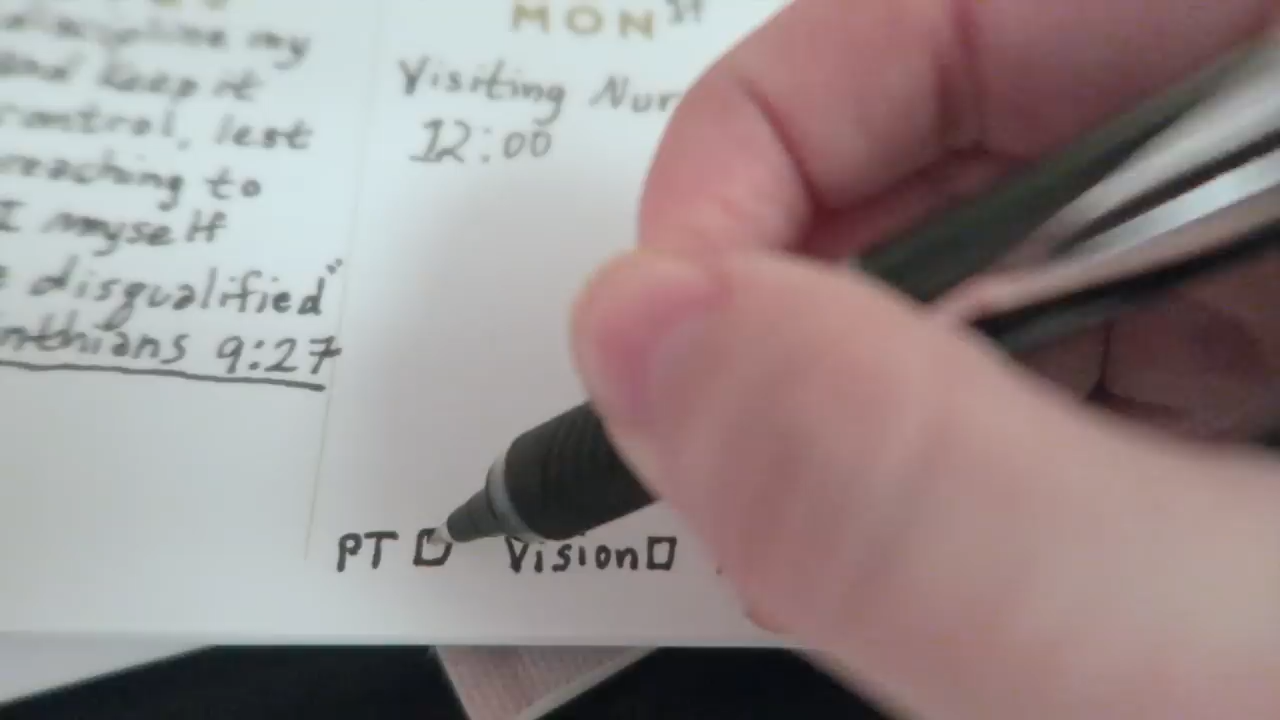 discipline my
and keep it
control, lest
preaching to
I myself
disqualified"
inthians 9:27
MON
Visiting Nur
12:00
PT Vision